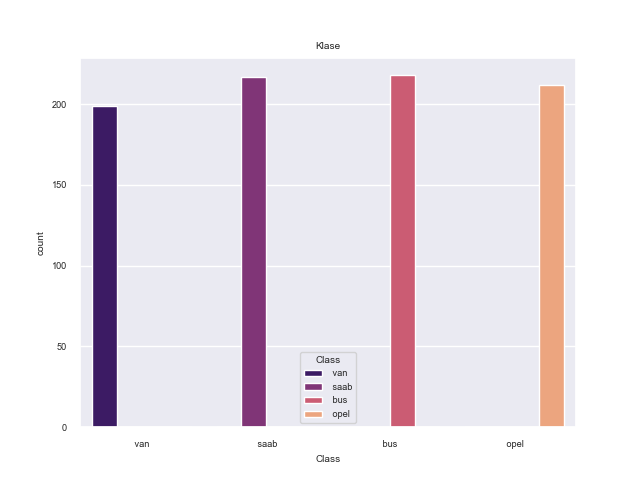 Klase
200
150
100
50
0
count
Class
van
saab
bus
opel
van
saab
bus
opel
Class